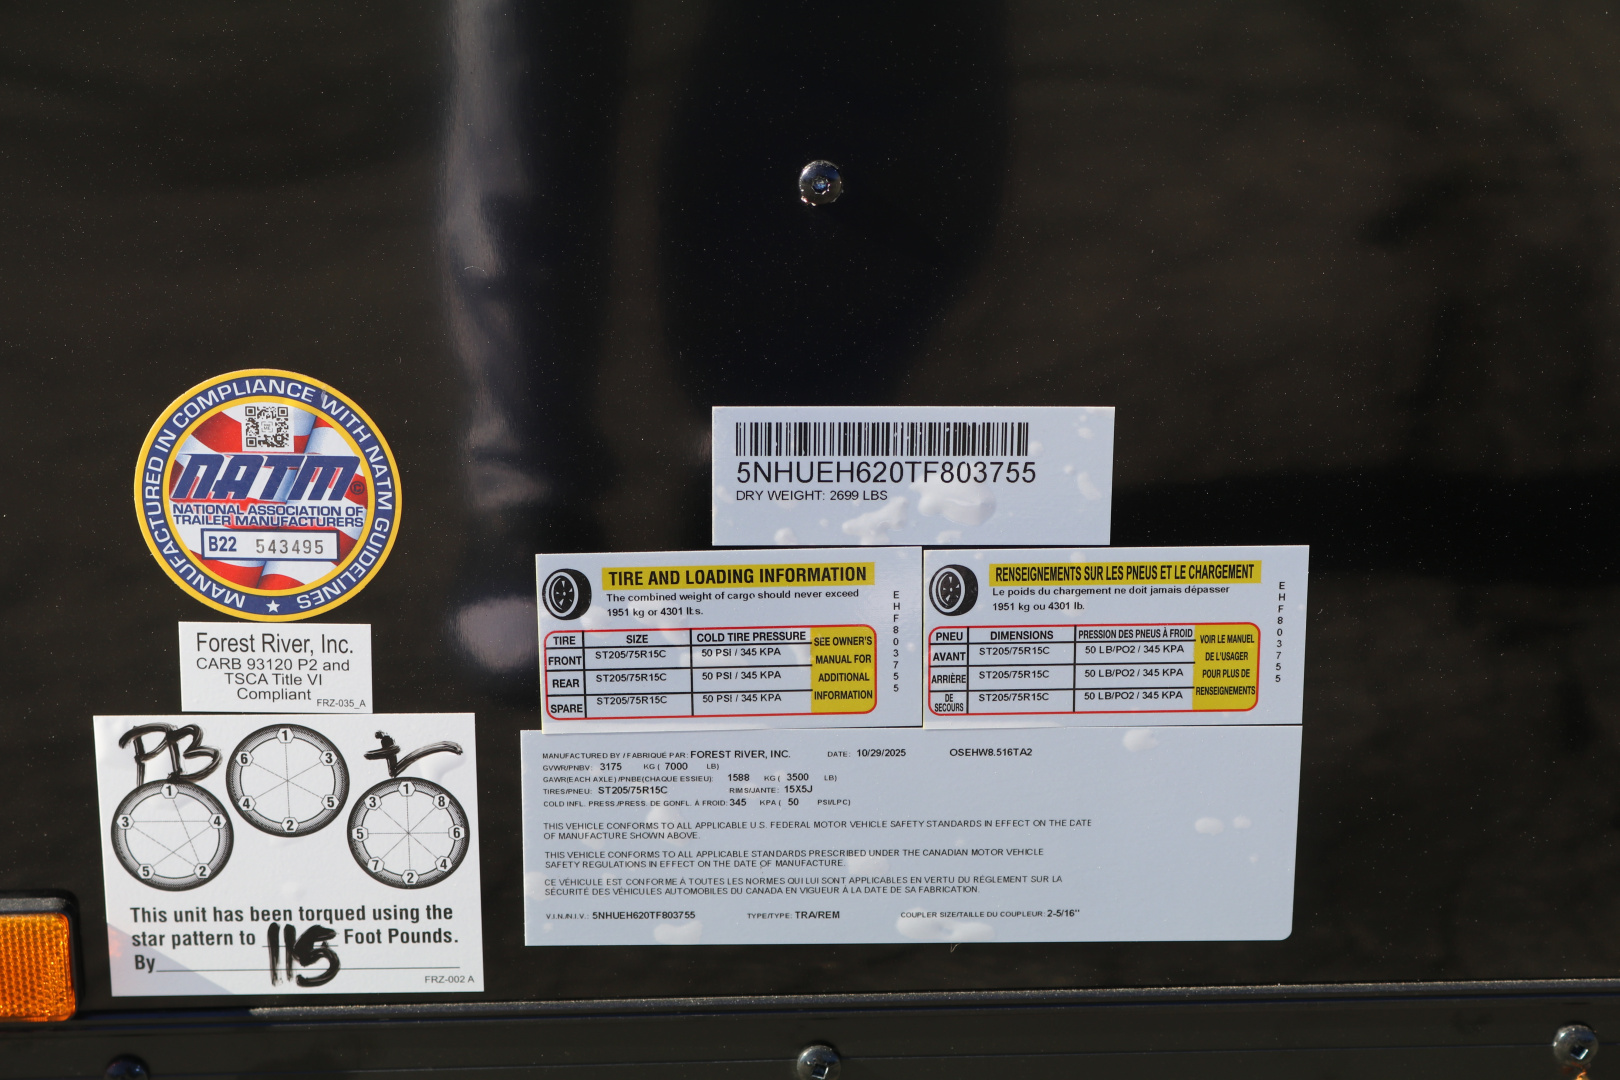 MANUFACTURED IN COMPLIANCE WITH NATM GUIDELINES
NATM
NATIONAL ASSOCIATION OF
TRAILER MANUFACTURERS
B22 543495
Forest River, Inc.
CARB 93120 P2 and
TSCA Title VI
Compliant
FRZ-035_A
PB
1
6 3
4 5
2
1
3 4
5 2
1
3 8
5 6
7 4
2
This unit has been torqued using the
star pattern to 115 Foot Pounds.
By
FRZ-002 A
5NHUEH620TF803755
DRY WEIGHT: 2699 LBS
TIRE AND LOADING INFORMATION
The combined weight of cargo should never exceed
1951 kg or 4301 lbs.
TIRE SIZE COLD TIRE PRESSURE
FRONT ST205/75R15C 50 PSI / 345 KPA
REAR ST205/75R15C 50 PSI / 345 KPA
SPARE ST205/75R15C 50 PSI / 345 KPA
SEE OWNER'S
MANUAL FOR
ADDITIONAL
INFORMATION
EHF803755
RENSEIGNEMENTS SUR LES PNEUS ET LE CHARGEMENT
Le poids du chargement ne doit jamais dépasser
1951 kg ou 4301 lb.
PNEU DIMENSIONS PRESSION DES PNEUS À FROID
AVANT ST205/75R15C 50 LB/PO2 / 345 KPA
ARRIÈRE ST205/75R15C 50 LB/PO2 / 345 KPA
DE SECOURS ST205/75R15C 50 LB/PO2 / 345 KPA
VOIR LE MANUEL
DE L'USAGER
POUR PLUS DE
RENSEIGNEMENTS
EHF803755
MANUFACTURED BY / FABRIQUÉ PAR: FOREST RIVER, INC. DATE: 10/29/2025 OSEHW8.516TA2
GVWR/PNBV: 3175 KG ( 7000 LB)
GAWR(EACH AXLE) /PNBE(CHAQUE ESSIEU): 1588 KG ( 3500 LB)
TIRES/PNEU: ST205/75R15C RIMS/JANTE: 15X5J
COLD INFL. PRESS./PRESS. DE GONFL. À FROID: 345 KPA ( 50 PSI/LPC)
THIS VEHICLE CONFORMS TO ALL APPLICABLE U.S. FEDERAL MOTOR VEHICLE SAFETY STANDARDS IN EFFECT ON THE DATE
OF MANUFACTURE SHOWN ABOVE.
THIS VEHICLE CONFORMS TO ALL APPLICABLE STANDARDS PRESCRIBED UNDER THE CANADIAN MOTOR VEHICLE
SAFETY REGULATIONS IN EFFECT ON THE DATE OF MANUFACTURE.
CE VÉHICULE EST CONFORME À TOUTES LES NORMES QUI LUI SONT APPLICABLES EN VERTU DU RÈGLEMENT SUR LA
SÉCURITÉ DES VÉHICULES AUTOMOBILES DU CANADA EN VIGUEUR À LA DATE DE SA FABRICATION.
V.I.N./N.I.V.: 5NHUEH620TF803755 TYPE/TYPE: TRA/REM COUPLER SIZE/TAILLE DU COUPLEUR: 2-5/16"